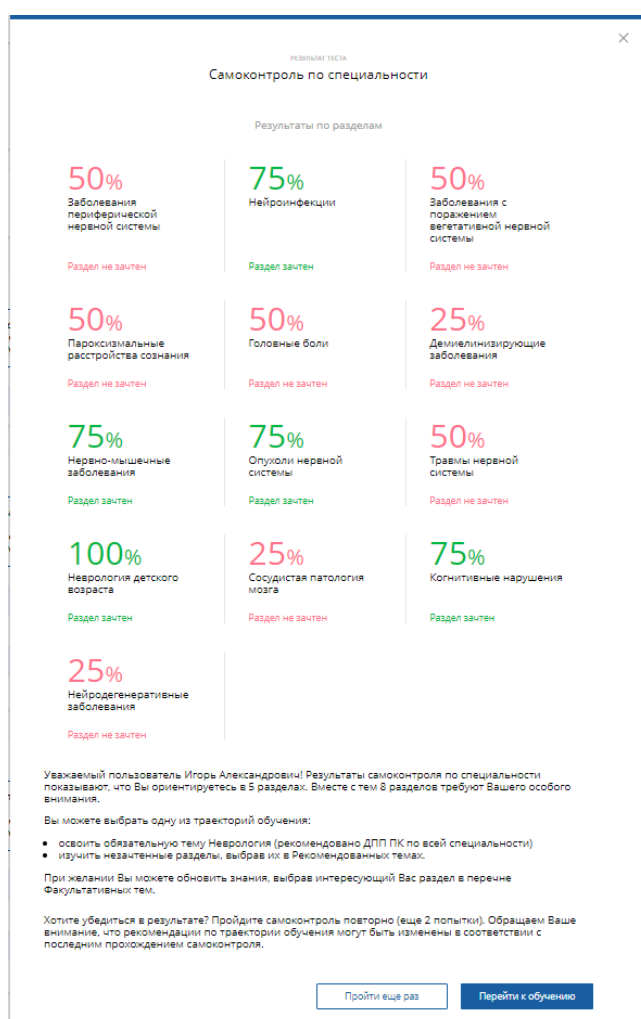 РЕЗУЛЬТАТ ТЕСТА
Самоконтроль по специальности
Результаты по разделам
50%
Заболевания
периферической
нервной системы
Раздел не зачтен
75%
Нейроинфекции
Раздел зачтен
50%
Заболевания с
поражением
вегетативной нервной
системы
Раздел не зачтен
50%
Пароксизмальные
расстройства сознания
Раздел не зачтен
50%
Головные боли
Раздел не зачтен
25%
Демиелинизирующие
заболевания
Раздел не зачтен
75%
Нервно-мышечные
заболевания
Раздел зачтен
75%
Опухоли нервной
системы
Раздел зачтен
50%
Травмы нервной
системы
Раздел не зачтен
100%
Неврология детского
возраста
Раздел зачтен
25%
Сосудистая патология
мозга
Раздел не зачтен
75%
Когнитивные нарушения
Раздел зачтен
25%
Нейродегенеративные
заболевания
Раздел не зачтен
Уважаемый пользователь Игорь Александрович! Результаты самоконтроля по специальности
показывают, что Вы ориентируетесь в 5 разделах. Вместе с тем 8 разделов требуют Вашего особого
внимания.
Вы можете выбрать одну из траекторий обучения:
• освоить обязательную тему Неврология (рекомендовано ДПП ПК по всей специальности)
• изучить незачтенные разделы, выбрав их в Рекомендованных темах.
При желании Вы можете обновить знания, выбрав интересующий Вас раздел в перечне
Факультативных тем.
Хотите убедиться в результате? Пройдите самоконтроль повторно (еще 2 попытки). Обращаем Ваше
внимание, что рекомендации по траектории обучения могут быть изменены в соответствии с
последним прохождением самоконтроля.
Пройти еще раз
Перейти к обучению